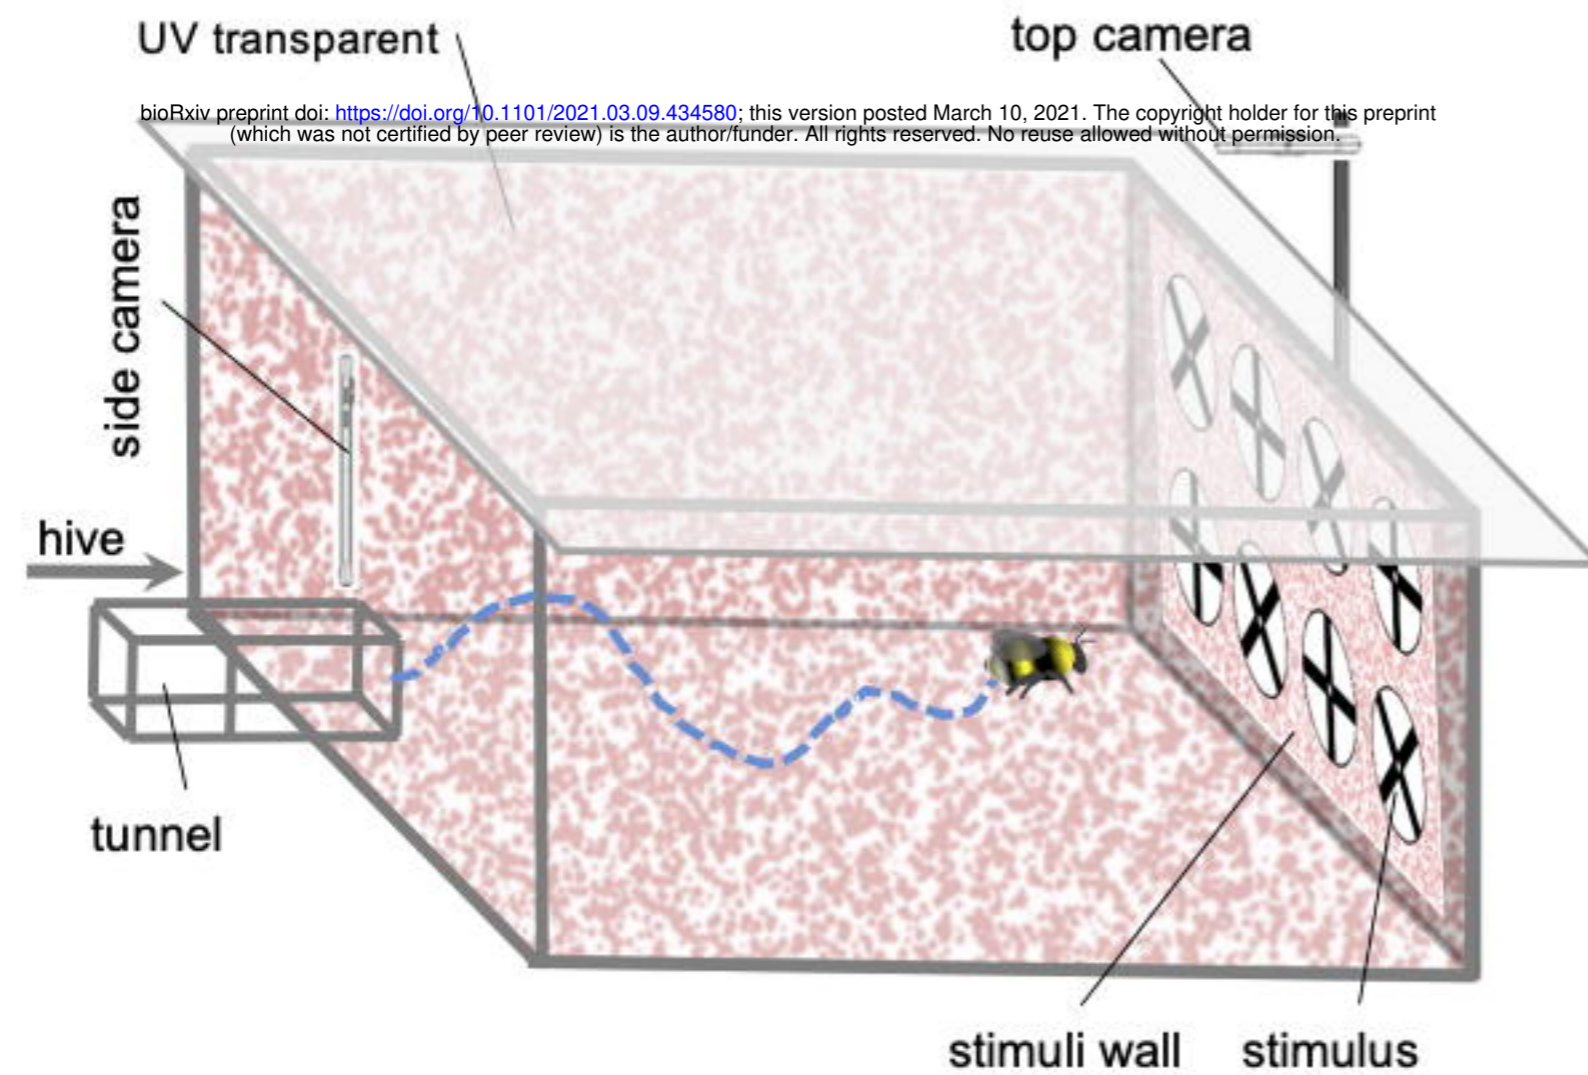 UV transparent
top camera
bioRxiv preprint doi: https://doi.org/10.1101/2021.03.09.434580; this version posted March 10, 2021. The copyright holder for this preprint
(which was not certified by peer review) is the author/funder. All rights reserved. No reuse allowed without permission.
side camera
hive
tunnel
stimuli wall
stimulus